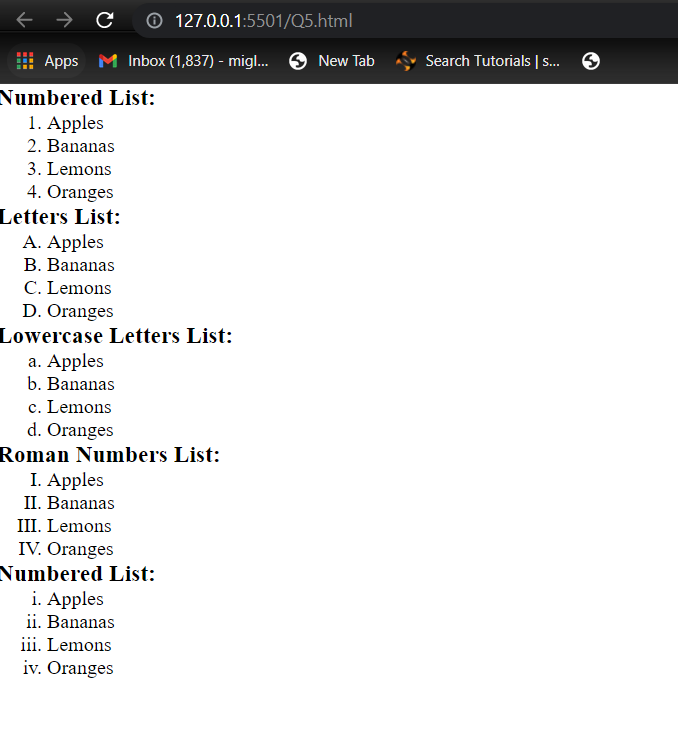 127.0.0.1:5501/Q5.html
Apps Inbox (1,837) - migl... New Tab Search Tutorials | s...
Numbered List:
1. Apples
2. Bananas
3. Lemons
4. Oranges
Letters List:
A. Apples
B. Bananas
C. Lemons
D. Oranges
Lowercase Letters List:
a. Apples
b. Bananas
c. Lemons
d. Oranges
Roman Numbers List:
I. Apples
II. Bananas
III. Lemons
IV. Oranges
Numbered List:
i. Apples
ii. Bananas
iii. Lemons
iv. Oranges